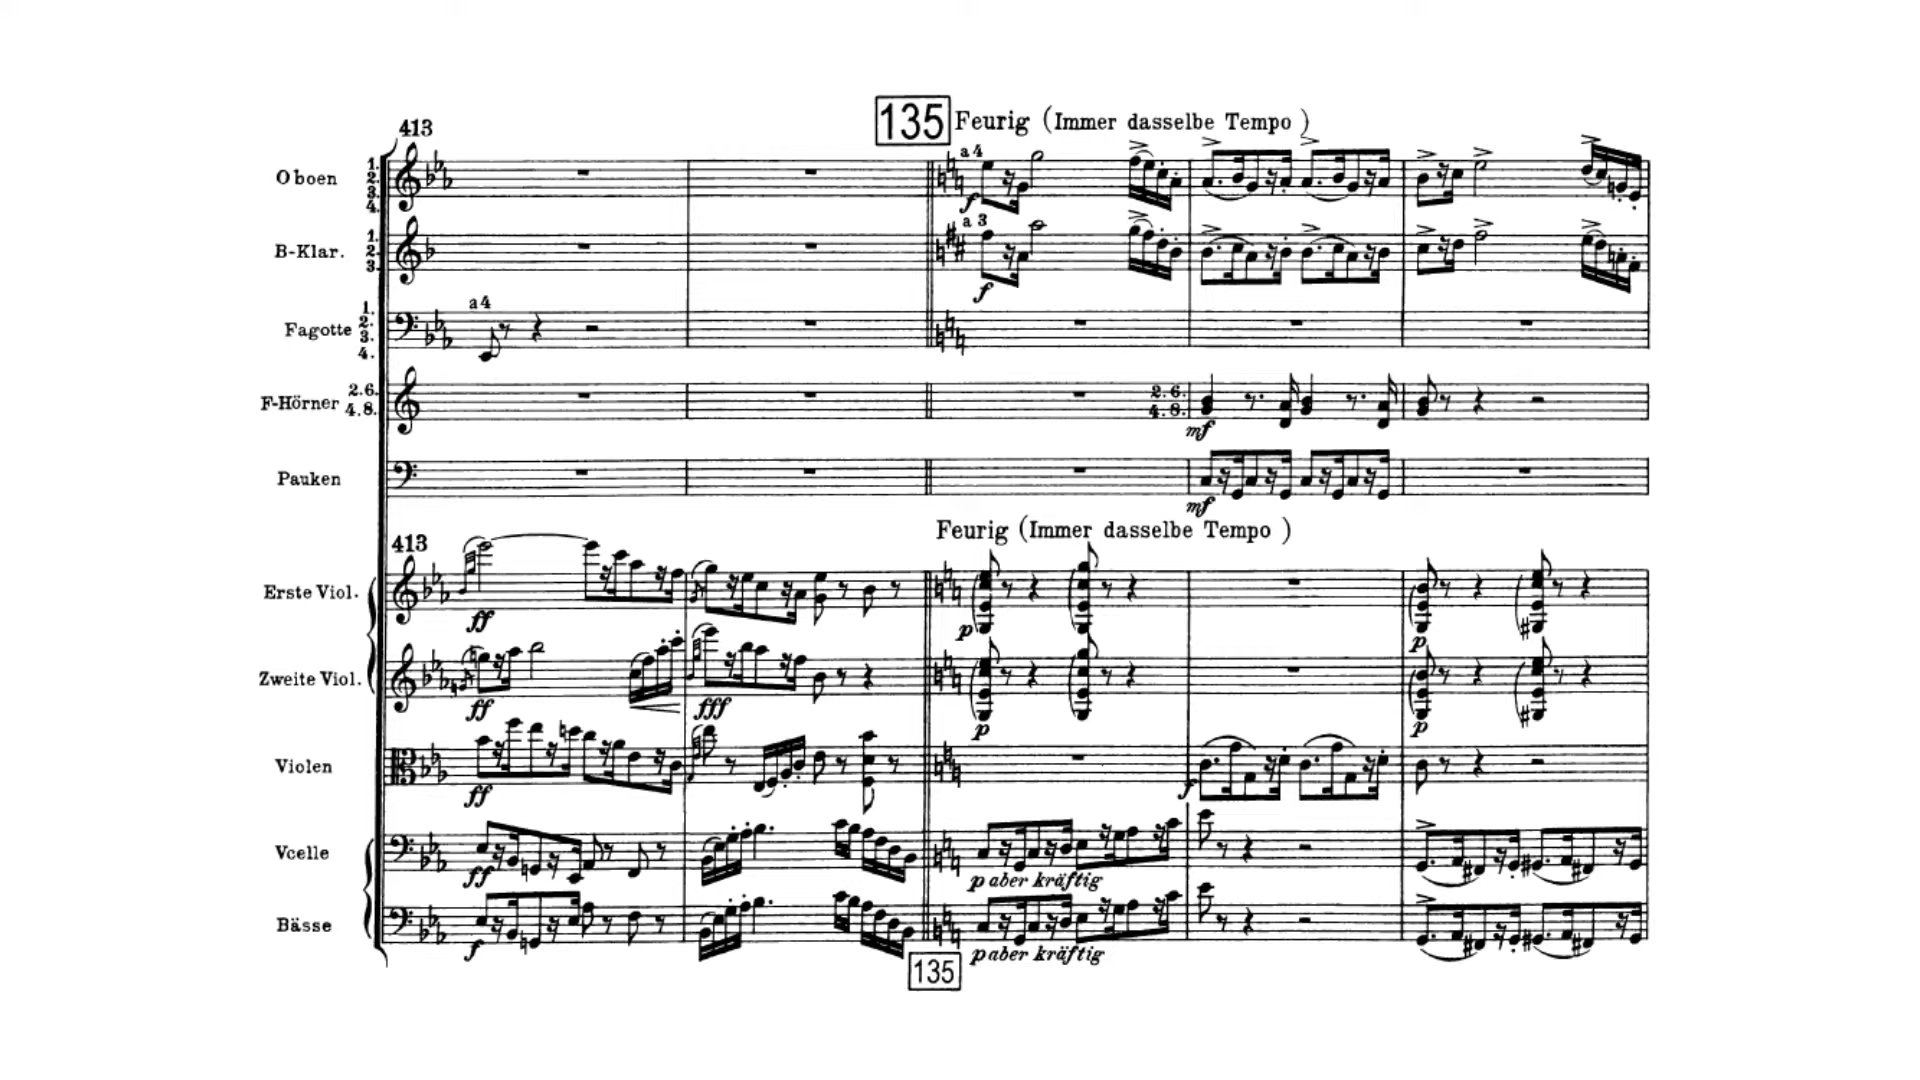 135 Feurig (Immer dasselbe Tempo )
413
a 4
Oboen 1. 2. 3. 4.
f
a 3
B-Klar. 1. 2. 3.
f
a 4
Fagotte 1. 2. 3. 4.
F-Hörner 2.6. 4.8.
2.6. 4.8.
mf
Pauken
mf
Feurig (Immer dasselbe Tempo )
413
Erste Viol.
ff p p
Zweite Viol.
ff fff p p
Violen
ff f
Vcelle
ff p aber kräftig
Bässe
f p aber kräftig
135